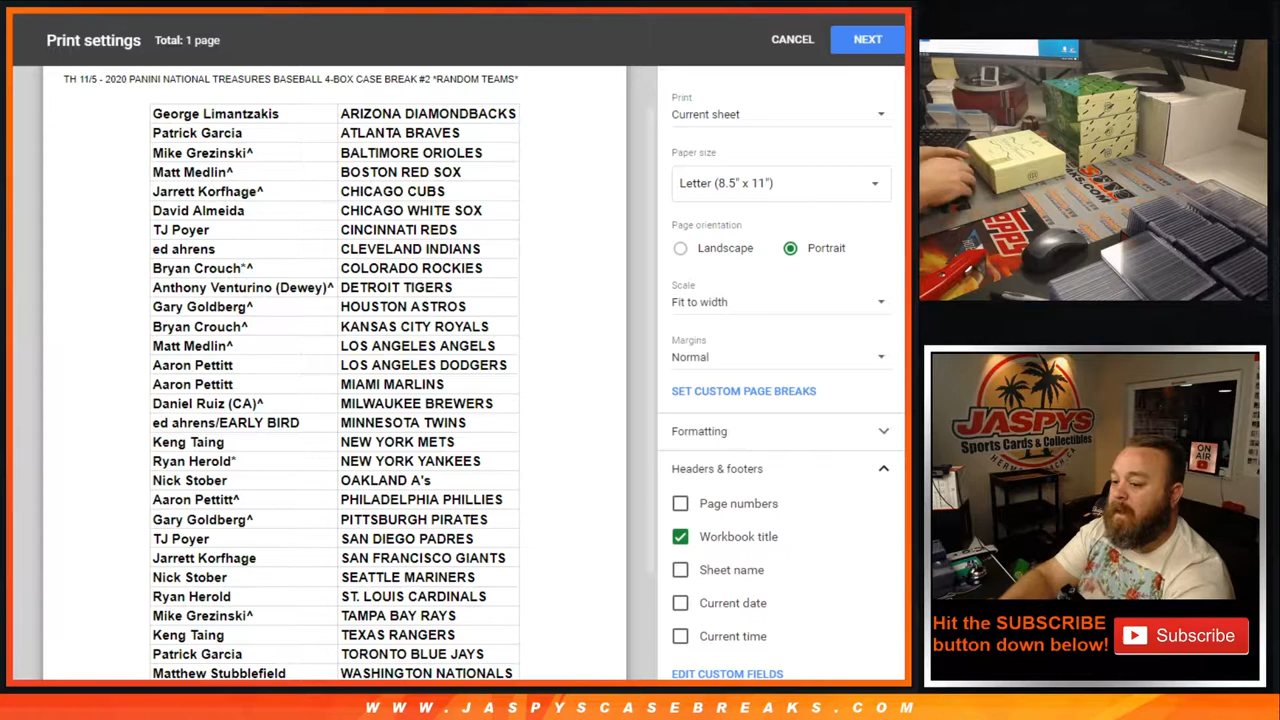 Print settings Total: 1 page CANCEL NEXT
TH 11/5 - 2020 PANINI NATIONAL TREASURES BASEBALL 4-BOX CASE BREAK #2 *RANDOM TEAMS*
George Limantzakis ARIZONA DIAMONDBACKS
Patrick Garcia ATLANTA BRAVES
Mike Grezinski^ BALTIMORE ORIOLES
Matt Medlin^ BOSTON RED SOX
Jarrett Korfhage^ CHICAGO CUBS
David Almeida CHICAGO WHITE SOX
TJ Poyer CINCINNATI REDS
ed ahrens CLEVELAND INDIANS
Bryan Crouch*^ COLORADO ROCKIES
Anthony Venturino (Dewey)^ DETROIT TIGERS
Gary Goldberg^ HOUSTON ASTROS
Bryan Crouch^ KANSAS CITY ROYALS
Matt Medlin^ LOS ANGELES ANGELS
Aaron Pettitt LOS ANGELES DODGERS
Aaron Pettitt MIAMI MARLINS
Daniel Ruiz (CA)^ MILWAUKEE BREWERS
ed ahrens/EARLY BIRD MINNESOTA TWINS
Keng Taing NEW YORK METS
Ryan Herold* NEW YORK YANKEES
Nick Stober OAKLAND A's
Aaron Pettitt^ PHILADELPHIA PHILLIES
Gary Goldberg^ PITTSBURGH PIRATES
TJ Poyer SAN DIEGO PADRES
Jarrett Korfhage SAN FRANCISCO GIANTS
Nick Stober SEATTLE MARINERS
Ryan Herold ST. LOUIS CARDINALS
Mike Grezinski^ TAMPA BAY RAYS
Keng Taing TEXAS RANGERS
Patrick Garcia TORONTO BLUE JAYS
Matthew Stubblefield WASHINGTON NATIONALS
Print
Current sheet
Paper size
Letter (8.5" x 11")
Page orientation
Landscape Portrait
Scale
Fit to width
Margins
Normal
SET CUSTOM PAGE BREAKS
Formatting
Headers & footers
Page numbers
Workbook title
Sheet name
Current date
Current time
EDIT CUSTOM FIELDS
TOPPS
JASPYS
Sports Cards & Collectibles
ON AIR
Hit the SUBSCRIBE
button down below!
Subscribe
WWW.JASPYSCASEBREAKS.COM